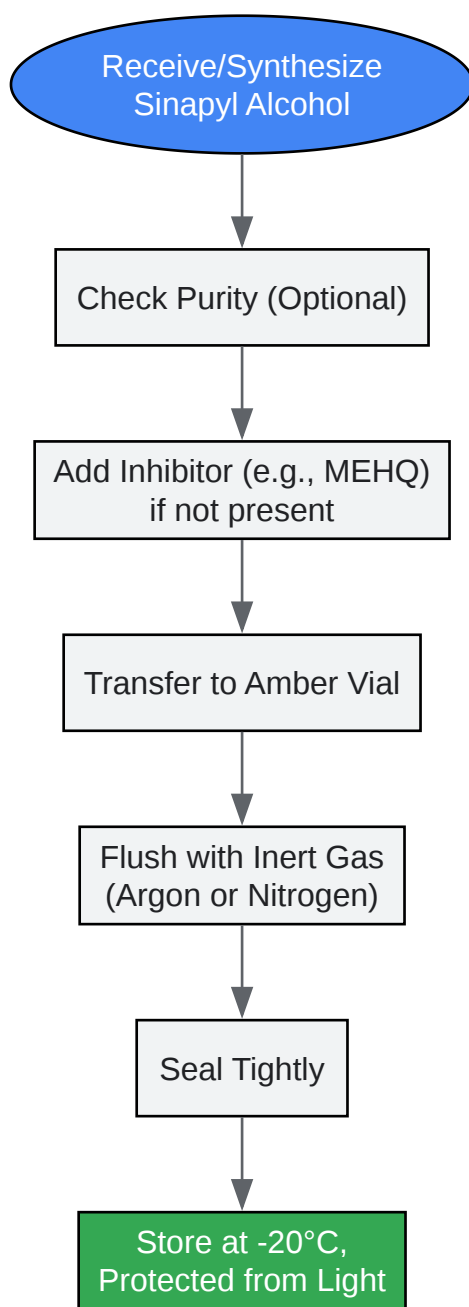 Receive/Synthesize
Sinapyl Alcohol
Check Purity (Optional)
Add Inhibitor (e.g., MEHQ)
if not present
Transfer to Amber Vial
Flush with Inert Gas
(Argon or Nitrogen)
Seal Tightly
Store at -20°C,
Protected from Light